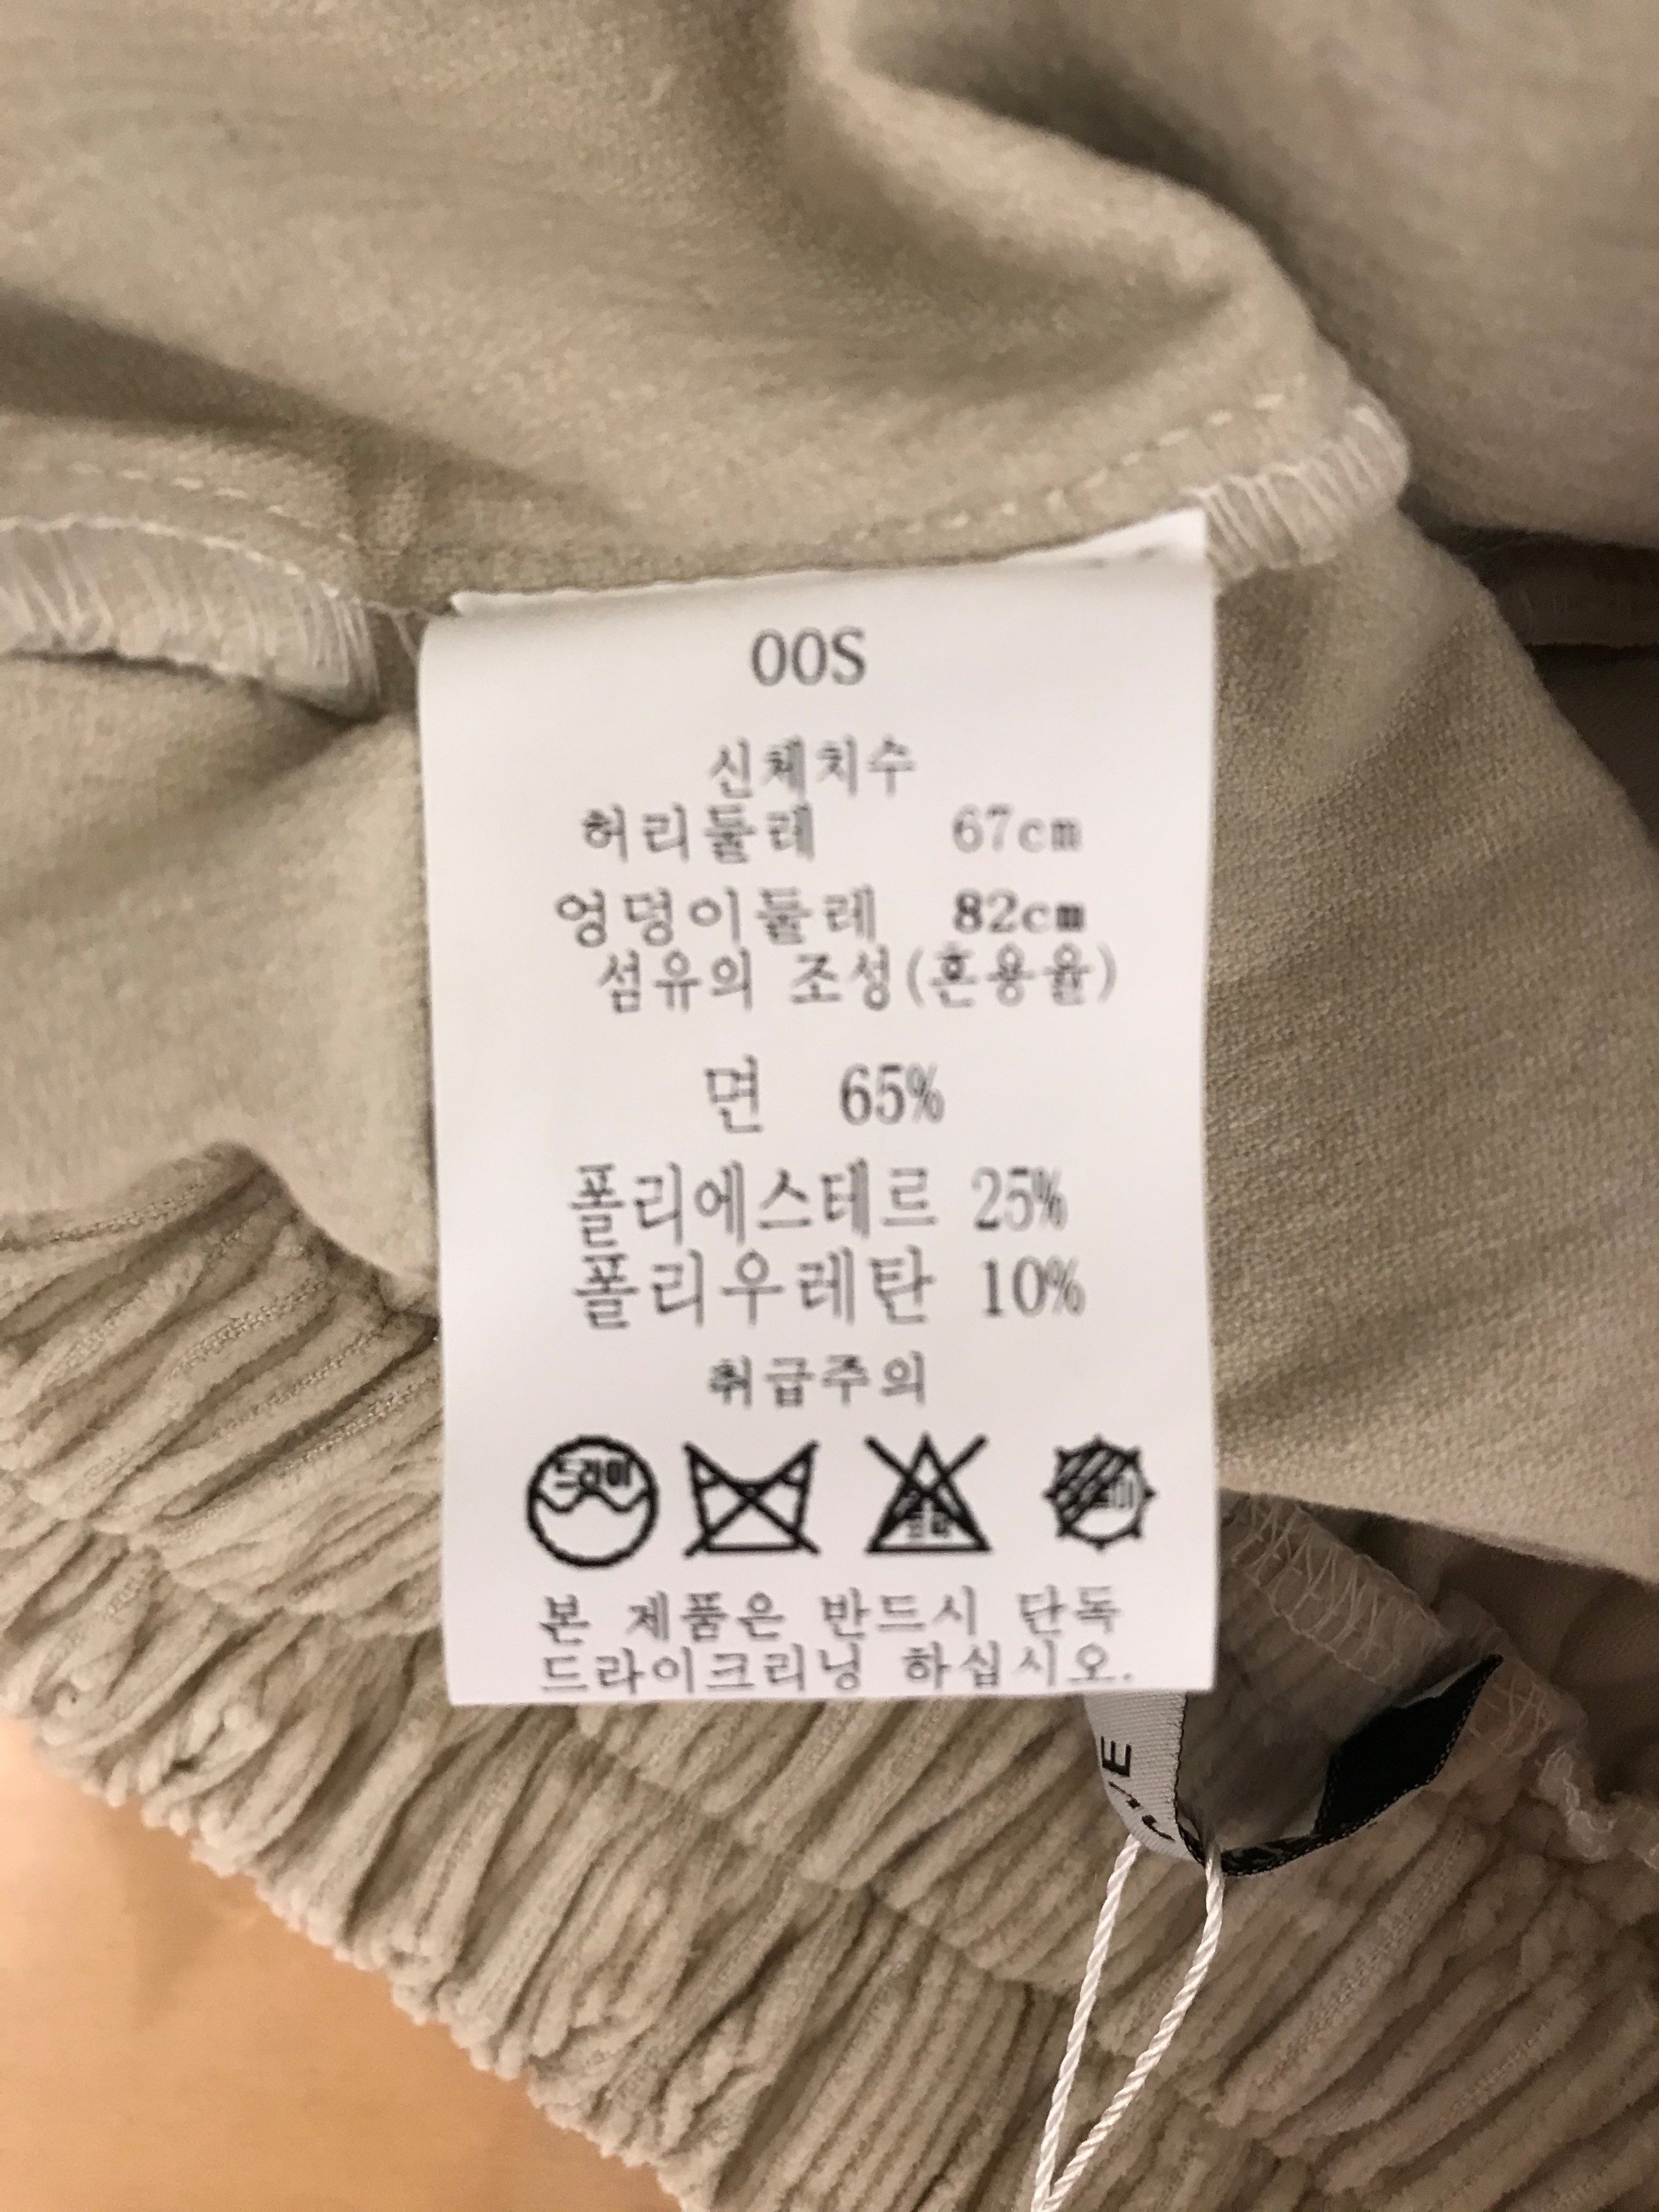 00S
신체치수
허리둘레 67cm
엉덩이둘레 82cm
섬유의 조성(혼용율)
면 65%
폴리에스테르 25%
폴리우레탄 10%
취급주의
드라이
본 제품은 반드시 단독
드라이크리닝 하십시오.